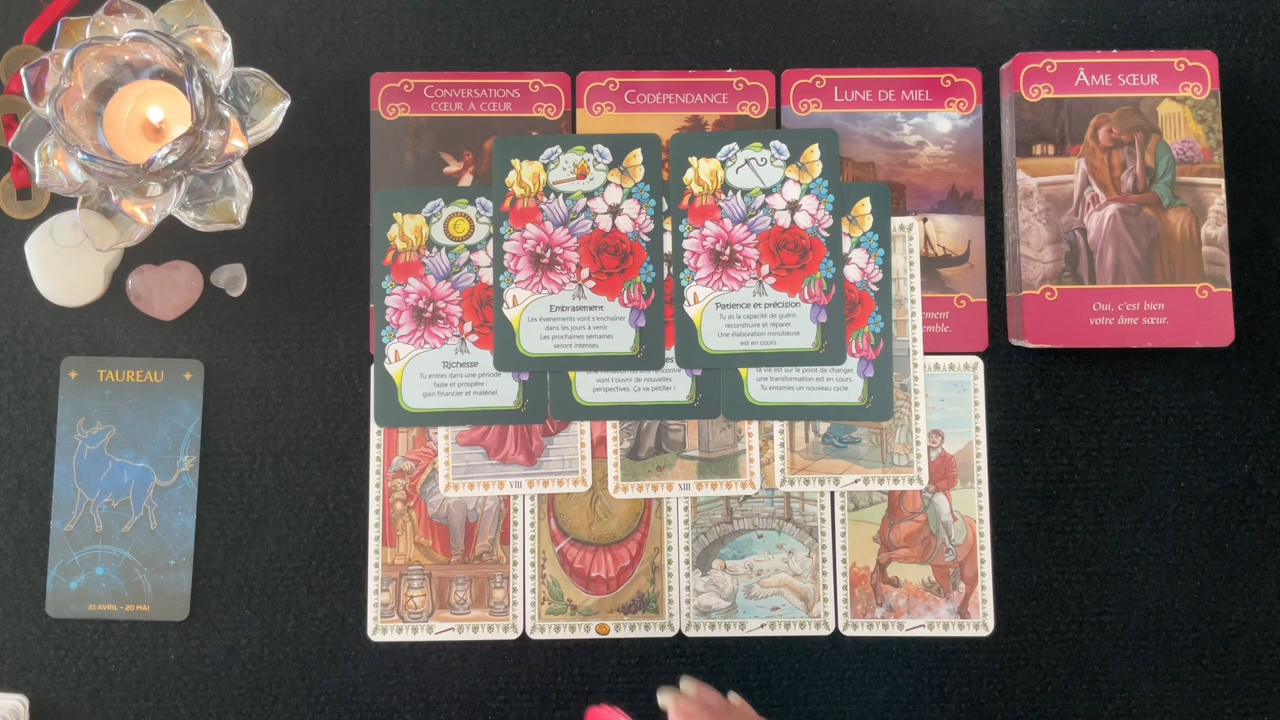 CONVERSATIONS
CŒUR À CŒUR
CODÉPENDANCE
LUNE DE MIEL
ÂME SŒUR
Oui, c'est bien
votre âme sœur.
ement
emble.
Embrasement
Les évenements vont s'enchaîner
dans les jours à venir.
Les prochaines semaines
seront intenses.
Patience et précision
Tu as la capacité de guérir,
reconstruire et réparer.
Une élaboration minutieuse
est en cours.
Richesse
Tu entres dans une période
faste et prospère :
gain financier et matériel.
vont t'ouvrir de nouvelles
perspectives. Ça va pétiller !
Ta vie est sur le point de changer,
une transformation est en cours.
Tu entames un nouveau cycle.
VIII
XIII
TAUREAU
21 AVRIL - 20 MAI